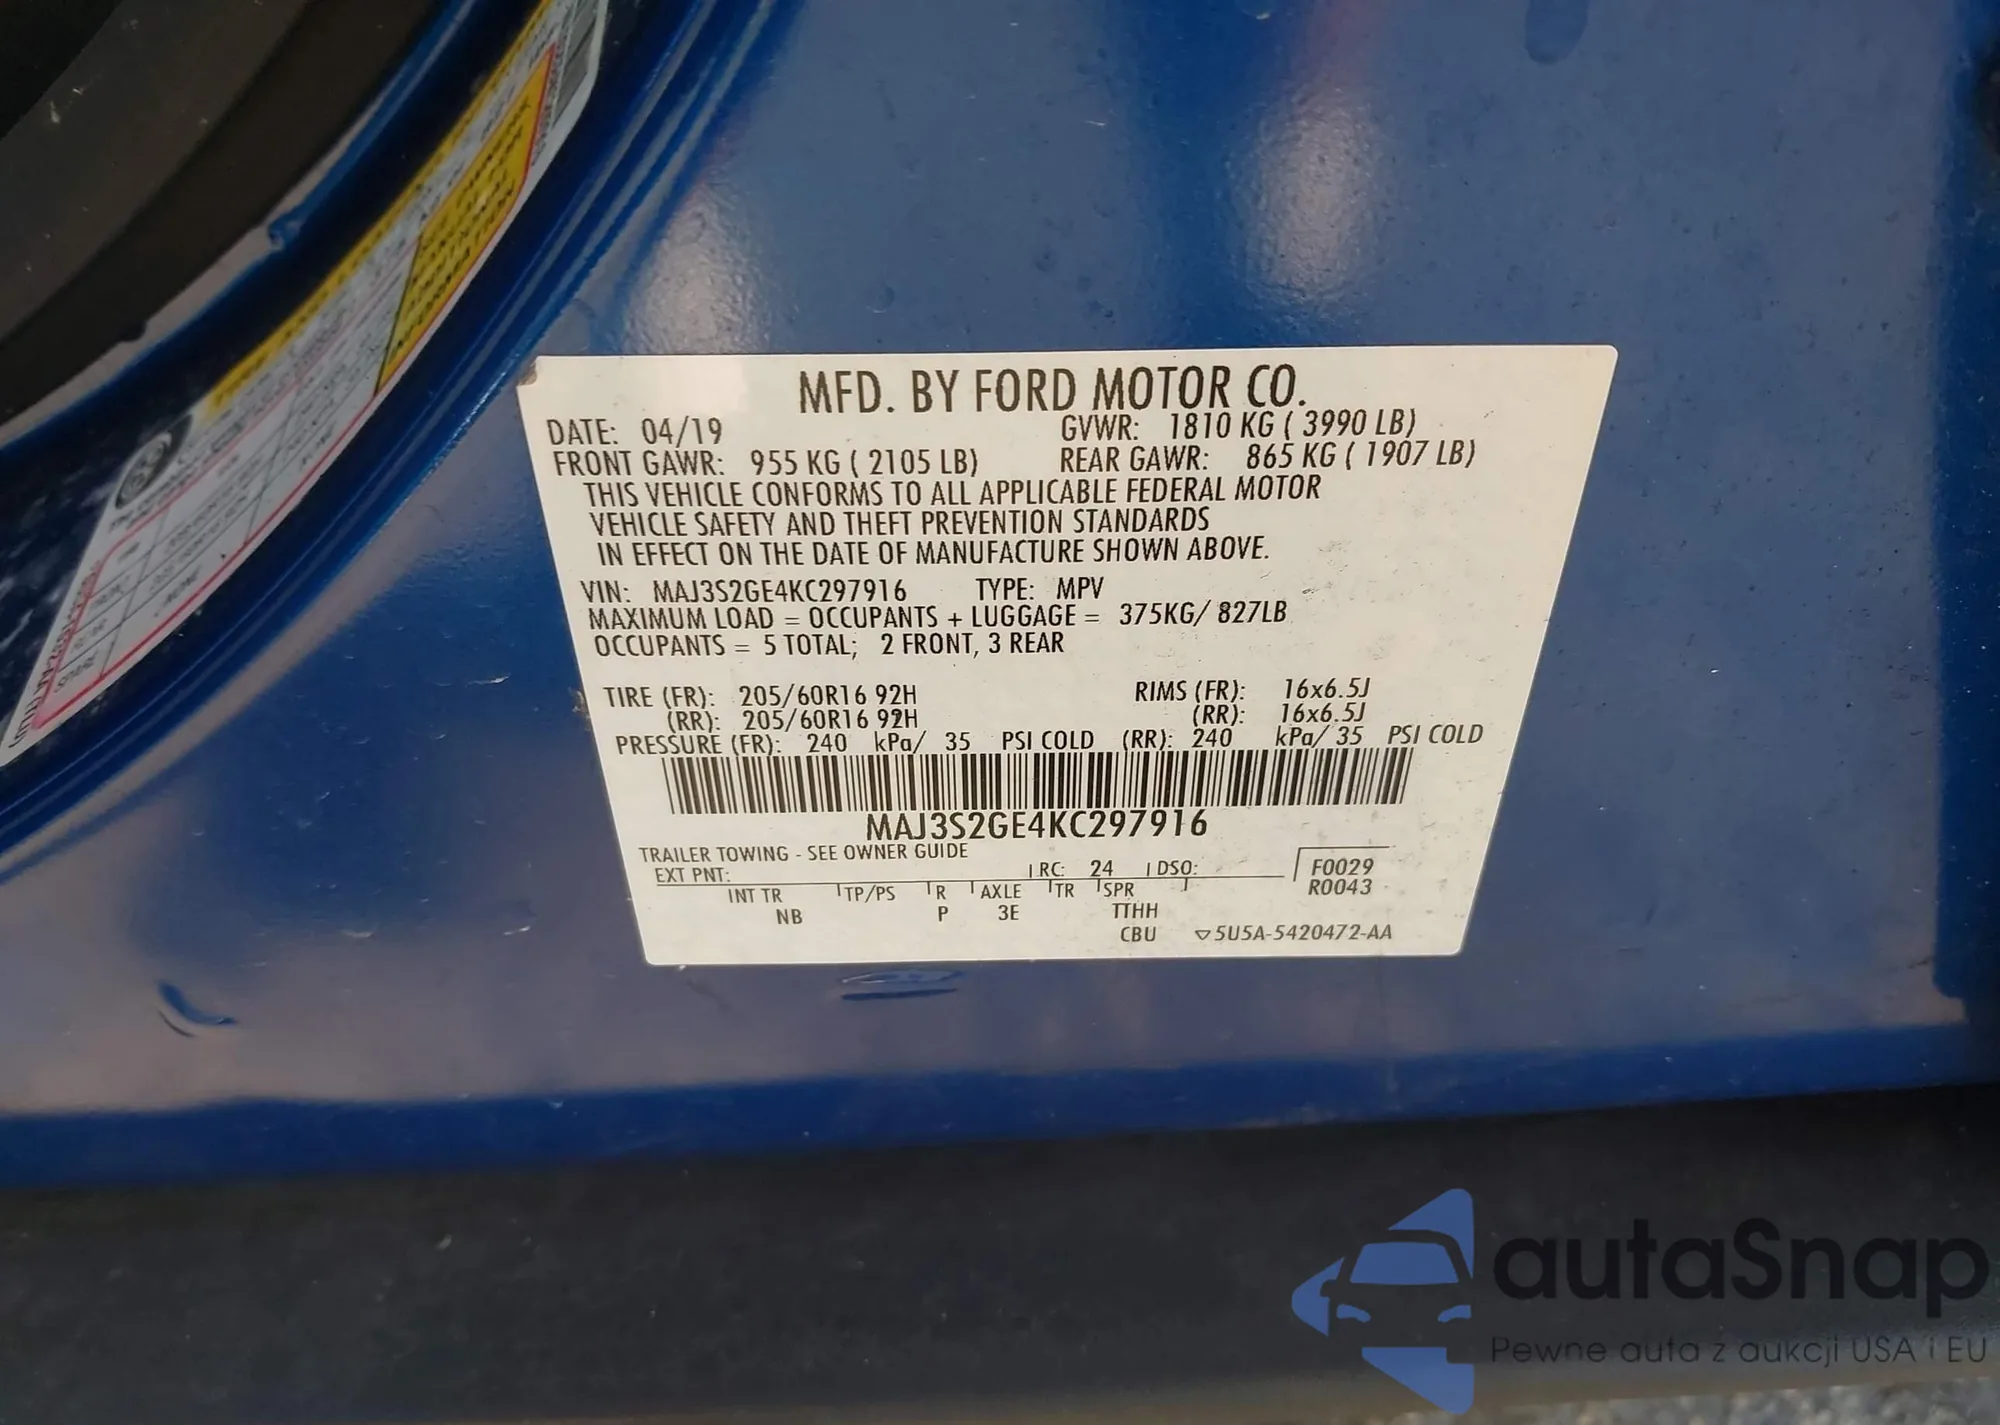 MFD. BY FORD MOTOR CO.
DATE: 04/19 GVWR: 1810 KG ( 3990 LB)
FRONT GAWR: 955 KG ( 2105 LB) REAR GAWR: 865 KG ( 1907 LB)
THIS VEHICLE CONFORMS TO ALL APPLICABLE FEDERAL MOTOR
VEHICLE SAFETY AND THEFT PREVENTION STANDARDS
IN EFFECT ON THE DATE OF MANUFACTURE SHOWN ABOVE.
VIN: MAJ3S2GE4KC297916 TYPE: MPV
MAXIMUM LOAD = OCCUPANTS + LUGGAGE = 375KG/ 827LB
OCCUPANTS = 5 TOTAL; 2 FRONT, 3 REAR
TIRE (FR): 205/60R16 92H RIMS (FR): 16x6.5J
(RR): 205/60R16 92H (RR): 16x6.5J
PRESSURE (FR): 240 kPa/ 35 PSI COLD (RR): 240 kPa/ 35 PSI COLD
MAJ3S2GE4KC297916
TRAILER TOWING - SEE OWNER GUIDE
EXT PNT: RC: 24 DSO: F0029
INT TR TP/PS R AXLE TR SPR R0043
NB P 3E TTHH
CBU ▽5U5A-5420472-AA
autaSnap
Pewne auta z aukcji USA i EU